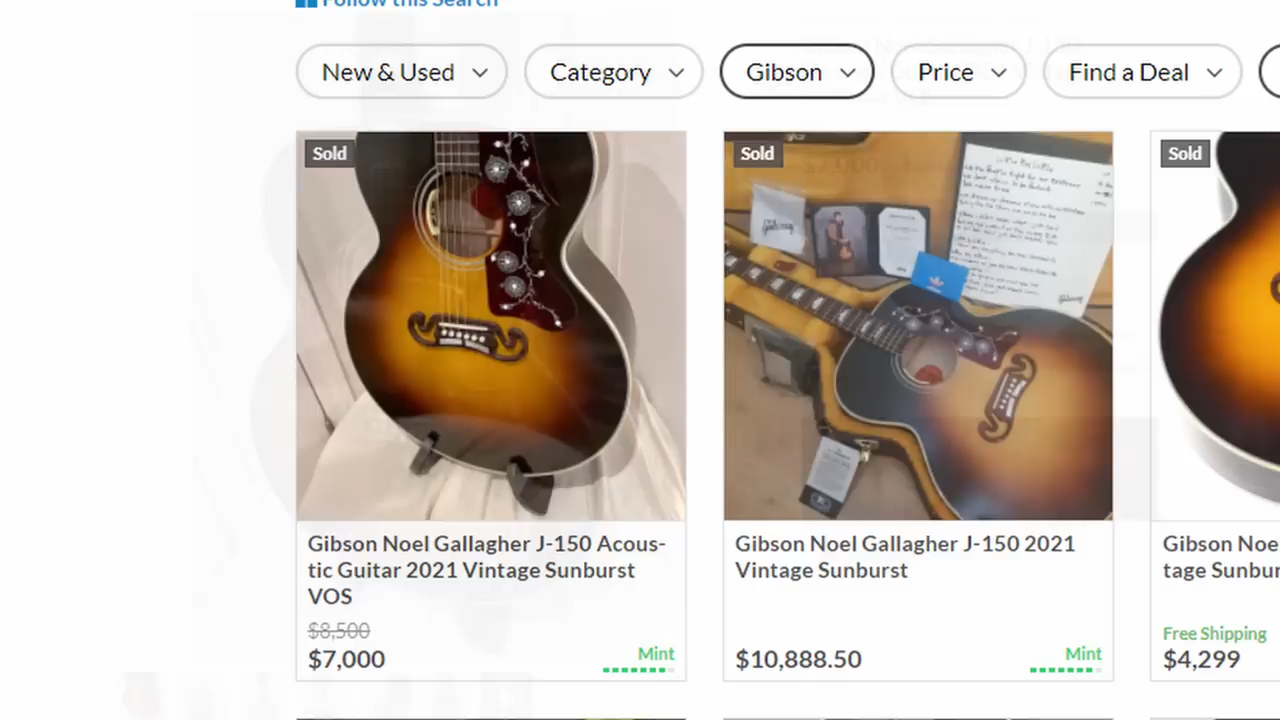 Follow this Search
New & Used
Category
Gibson
Price
Find a Deal
Sold
Sold
Sold
Gibson Noel Gallagher J-150 Acous-
tic Guitar 2021 Vintage Sunburst
VOS
$8,500
$7,000
Mint
Gibson Noel Gallagher J-150 2021
Vintage Sunburst
$10,888.50
Mint
Gibson Noe
tage Sunbur
Free Shipping
$4,299